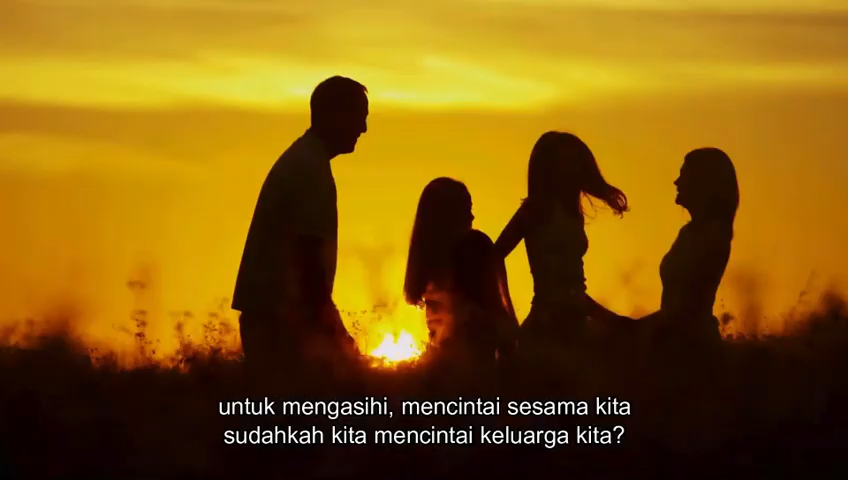 untuk mengasihi, mencintai sesama kita
sudahkah kita mencintai keluarga kita?